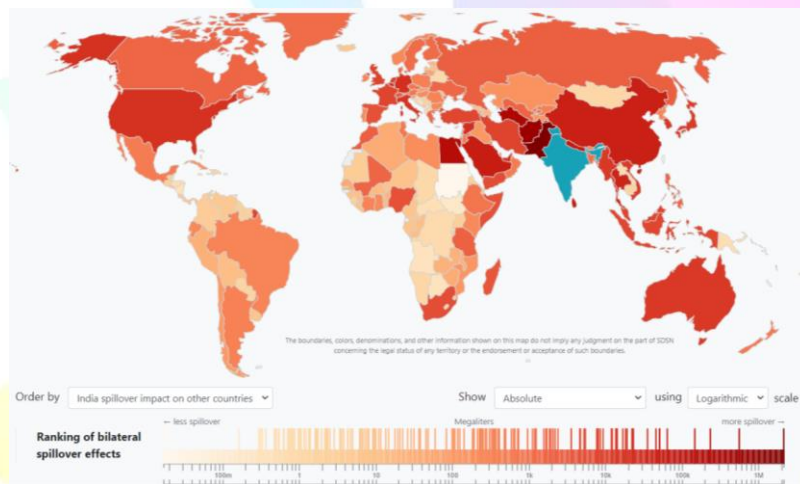 The boundaries, colors, denominations, and other information shown on this map do not imply any judgment on the part of SDSN
concerning the legal status of any territory or the endorsement or acceptance of such boundaries.
Order by India spillover impact on other countries Show Absolute using Logarithmic scale
← less spillover Megaliters more spillover →
Ranking of bilateral
spillover effects
100m 1 10 100 1k 10k 100k 1M